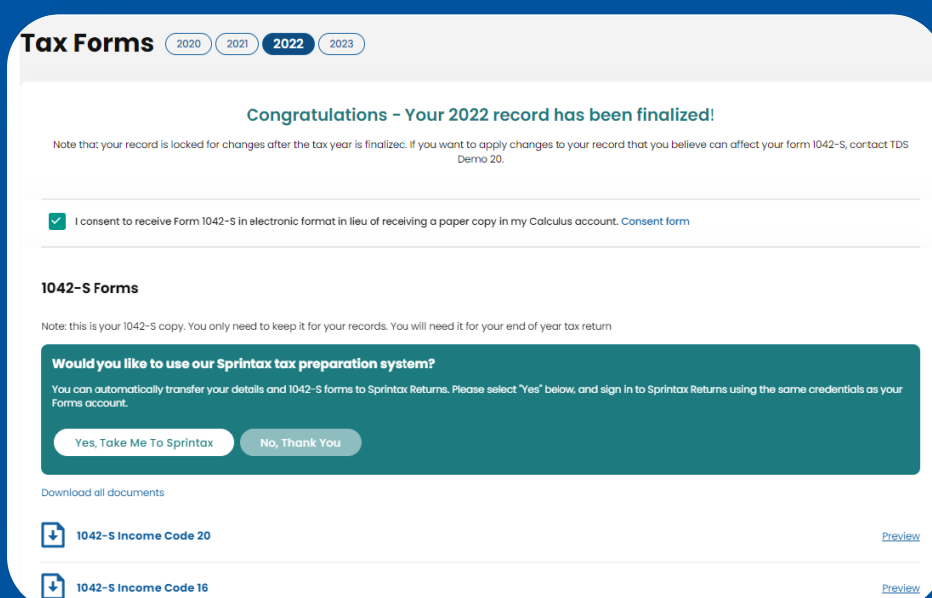 Tax Forms 2020 2021 2022 2023
Congratulations - Your 2022 record has been finalized!
Note that your record is locked for changes after the tax year is finalized. If you want to apply changes to your record that you believe can affect your form 1042-S, contact TDS
Demo 20.
I consent to receive Form 1042-S in electronic format in lieu of receiving a paper copy in my Calculus account. Consent form
1042-S Forms
Note: this is your 1042-S copy. You only need to keep it for your records. You will need it for your end of year tax return
Would you like to use our Sprintax tax preparation system?
You can automatically transfer your details and 1042-S forms to Sprintax Returns. Please select "Yes" below, and sign in to Sprintax Returns using the same credentials as your
Forms account.
Yes, Take Me To Sprintax No, Thank You
Download all documents
1042-S Income Code 20 Preview
1042-S Income Code 16 Preview